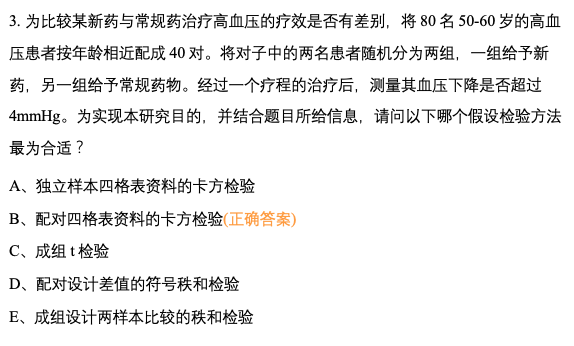 3. 为比较某新药与常规药治疗高血压的疗效是否有差别，将 80 名 50-60 岁的高血
压患者按年龄相近配成 40 对。将对子中的两名患者随机分为两组，一组给予新
药，另一组给予常规药物。经过一个疗程的治疗后，测量其血压下降是否超过
4mmHg。为实现本研究目的，并结合题目所给信息，请问以下哪个假设检验方法
最为合适？
A、独立样本四格表资料的卡方检验
B、配对四格表资料的卡方检验(正确答案)
C、成组 t 检验
D、配对设计差值的符号秩和检验
E、成组设计两样本比较的秩和检验